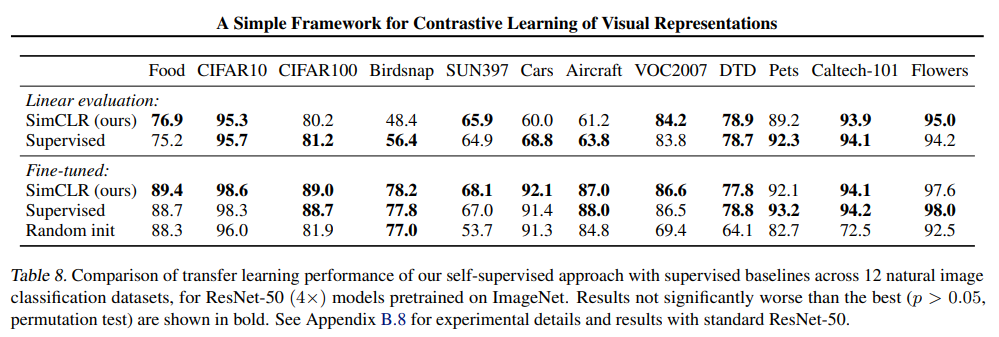 A Simple Framework for Contrastive Learning of Visual Representations
Food CIFAR10 CIFAR100 Birdsnap SUN397 Cars Aircraft VOC2007 DTD Pets Caltech-101 Flowers
Linear evaluation:
SimCLR (ours) 76.9 95.3 80.2 48.4 65.9 60.0 61.2 84.2 78.9 89.2 93.9 95.0
Supervised 75.2 95.7 81.2 56.4 64.9 68.8 63.8 83.8 78.7 92.3 94.1 94.2
Fine-tuned:
SimCLR (ours) 89.4 98.6 89.0 78.2 68.1 92.1 87.0 86.6 77.8 92.1 94.1 97.6
Supervised 88.7 98.3 88.7 77.8 67.0 91.4 88.0 86.5 78.8 93.2 94.2 98.0
Random init 88.3 96.0 81.9 77.0 53.7 91.3 84.8 69.4 64.1 82.7 72.5 92.5
Table 8. Comparison of transfer learning performance of our self-supervised approach with supervised baselines across 12 natural image
classification datasets, for ResNet-50 (4×) models pretrained on ImageNet. Results not significantly worse than the best (p > 0.05,
permutation test) are shown in bold. See Appendix B.8 for experimental details and results with standard ResNet-50.